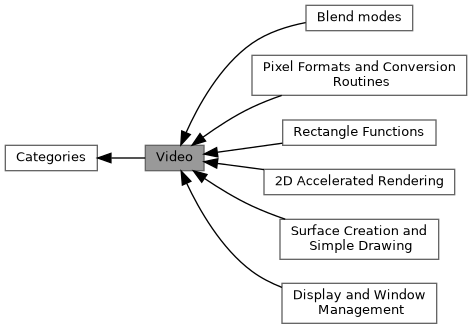 Blend modes
Pixel Formats and Conversion
Routines
Rectangle Functions
Categories
Video
2D Accelerated Rendering
Surface Creation and
Simple Drawing
Display and Window
Management